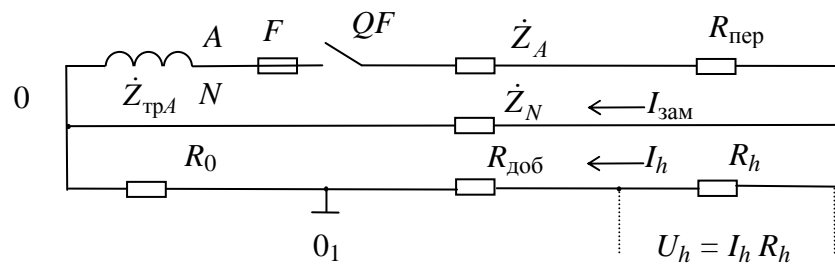 A F QF Ż_A R_пер
0 Ż_трA N Ż_N I_зам
R_0 R_доб I_h R_h
0_1 U_h = I_h R_h